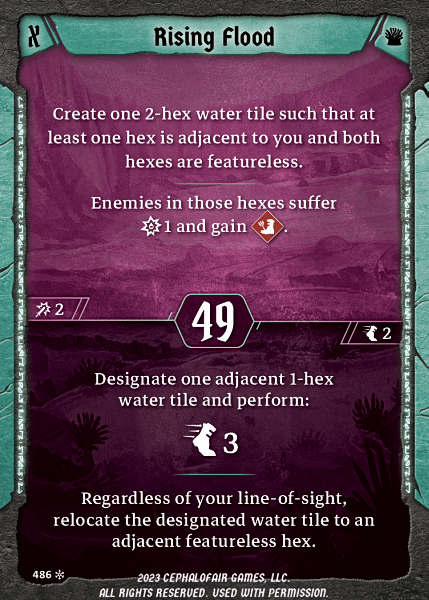 Rising Flood
Create one 2-hex water tile such that at
least one hex is adjacent to you and both
hexes are featureless.
Enemies in those hexes suffer
1 and gain .
2
49
2
Designate one adjacent 1-hex
water tile and perform:
3
Regardless of your line-of-sight,
relocate the designated water tile to an
adjacent featureless hex.
486
2023 CEPHALOFAIR GAMES, LLC.
ALL RIGHTS RESERVED. USED WITH PERMISSION.